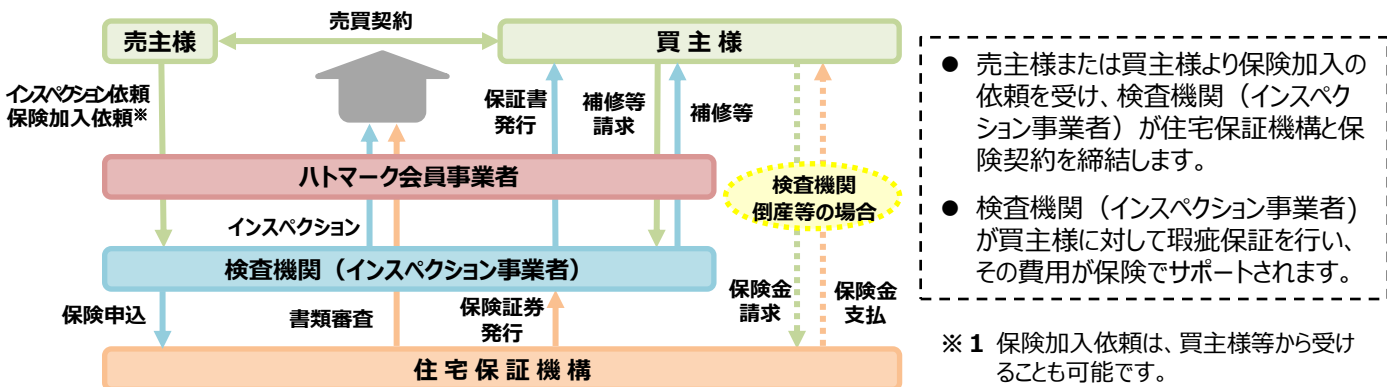 売買契約
売主様
買主様
インスペクション依頼
保険加入依頼※
保証書
発行
補修等
請求
補修等
ハトマーク会員事業者
検査機関
倒産等の場合
インスペクション
検査機関（インスペクション事業者）
保険申込
書類審査
保険証券
発行
保険金
請求
保険金
支払
住宅保証機構
● 売主様または買主様より保険加入の
依頼を受け、検査機関（インスペク
ション事業者）が住宅保証機構と保
険契約を締結します。
● 検査機関（インスペクション事業者)
が買主様に対して瑕疵保証を行い、
その費用が保険でサポートされます。
※1 保険加入依頼は、買主様等から受け
ることも可能です。